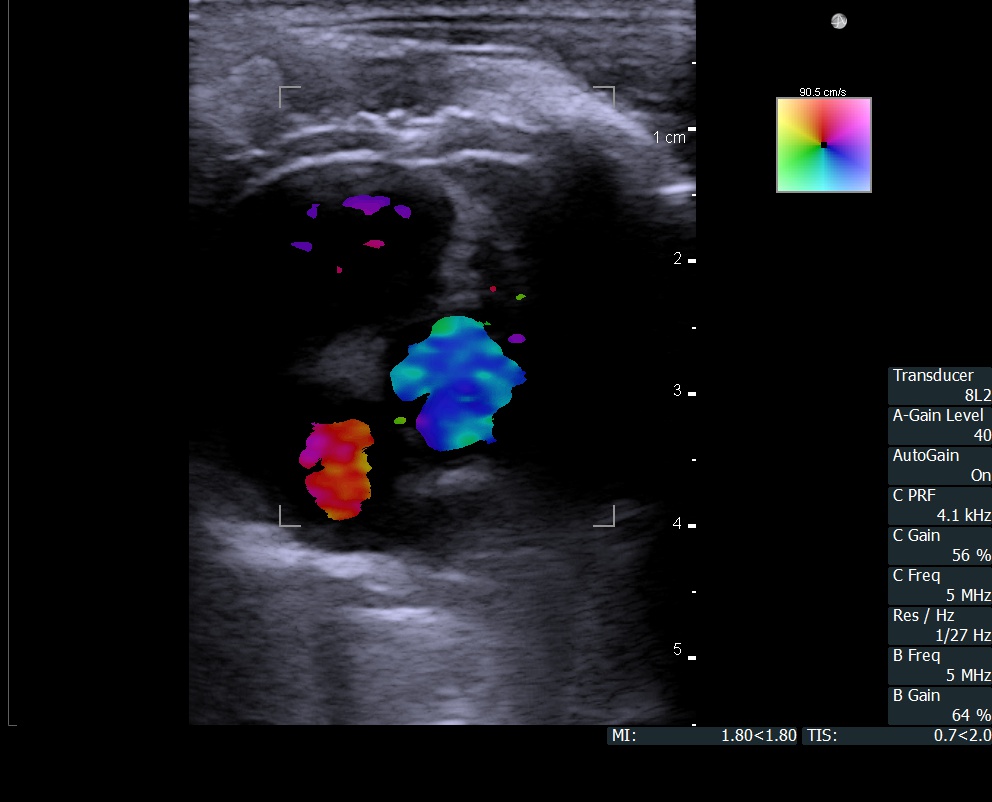 90.5 cm/s
1 cm
2
3
4
5
Transducer
8L2
A-Gain Level
40
AutoGain
On
C PRF
4.1 kHz
C Gain
56 %
C Freq
5 MHz
Res / Hz
1/27 Hz
B Freq
5 MHz
B Gain
64 %
MI: 1.80<1.80 TIS: 0.7<2.0